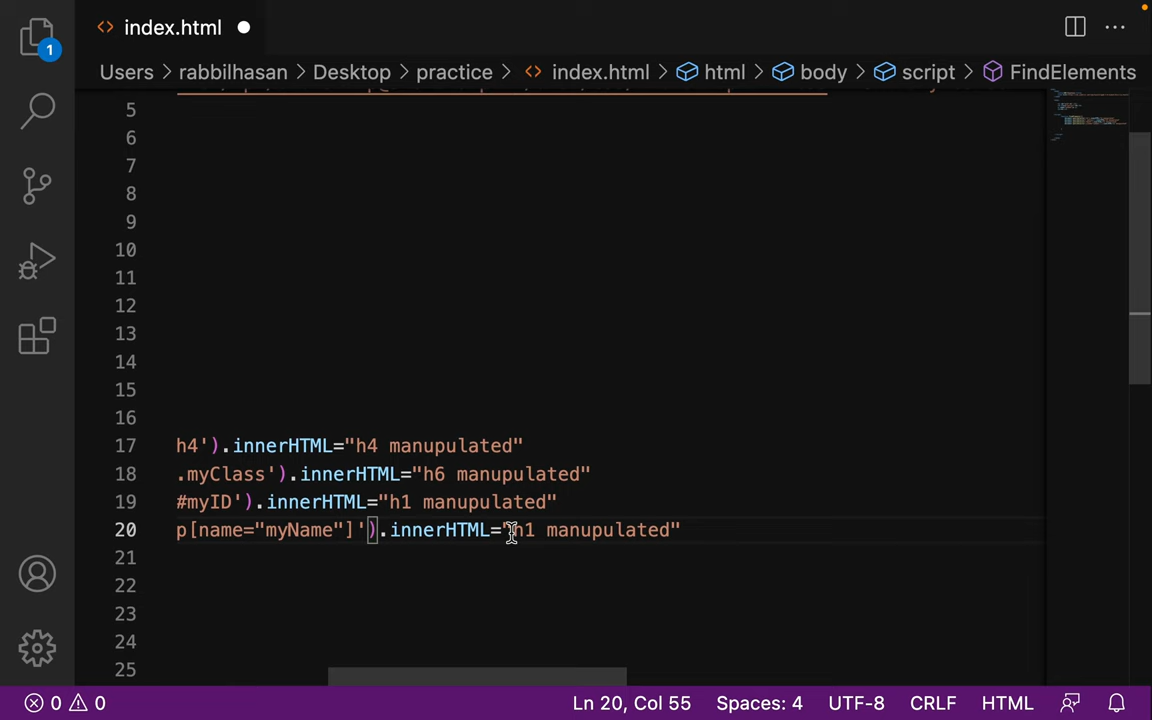 index.html
1
Users > rabbilhasan > Desktop > practice > index.html > html > body > script > FindElements
5
6
7
8
9
10
11
12
13
14
15
16
17 h4').innerHTML="h4 manupulated"
18 .myClass').innerHTML="h6 manupulated"
19 #myID').innerHTML="h1 manupulated"
20 p[name="myName"]').innerHTML="h1 manupulated"
21
22
23
24
25
0 0 Ln 20, Col 55 Spaces: 4 UTF-8 CRLF HTML